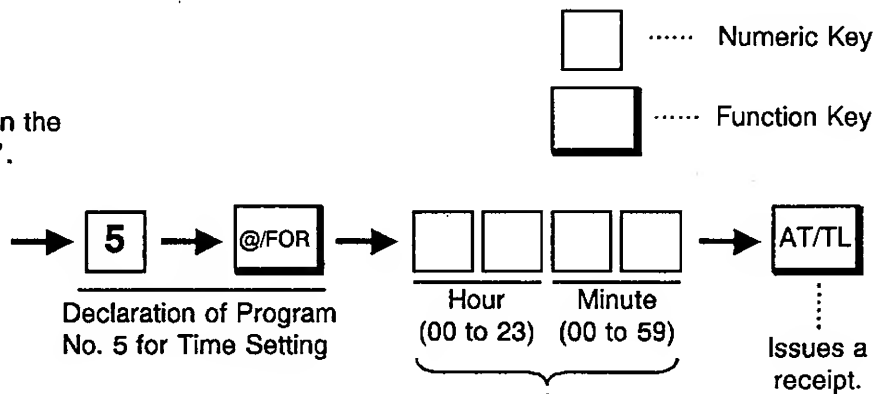 ...... Numeric Key
...... Function Key
n the
".
5 @/FOR AT/TL
Declaration of Program
No. 5 for Time Setting
Hour Minute
(00 to 23) (00 to 59)
Issues a
receipt.